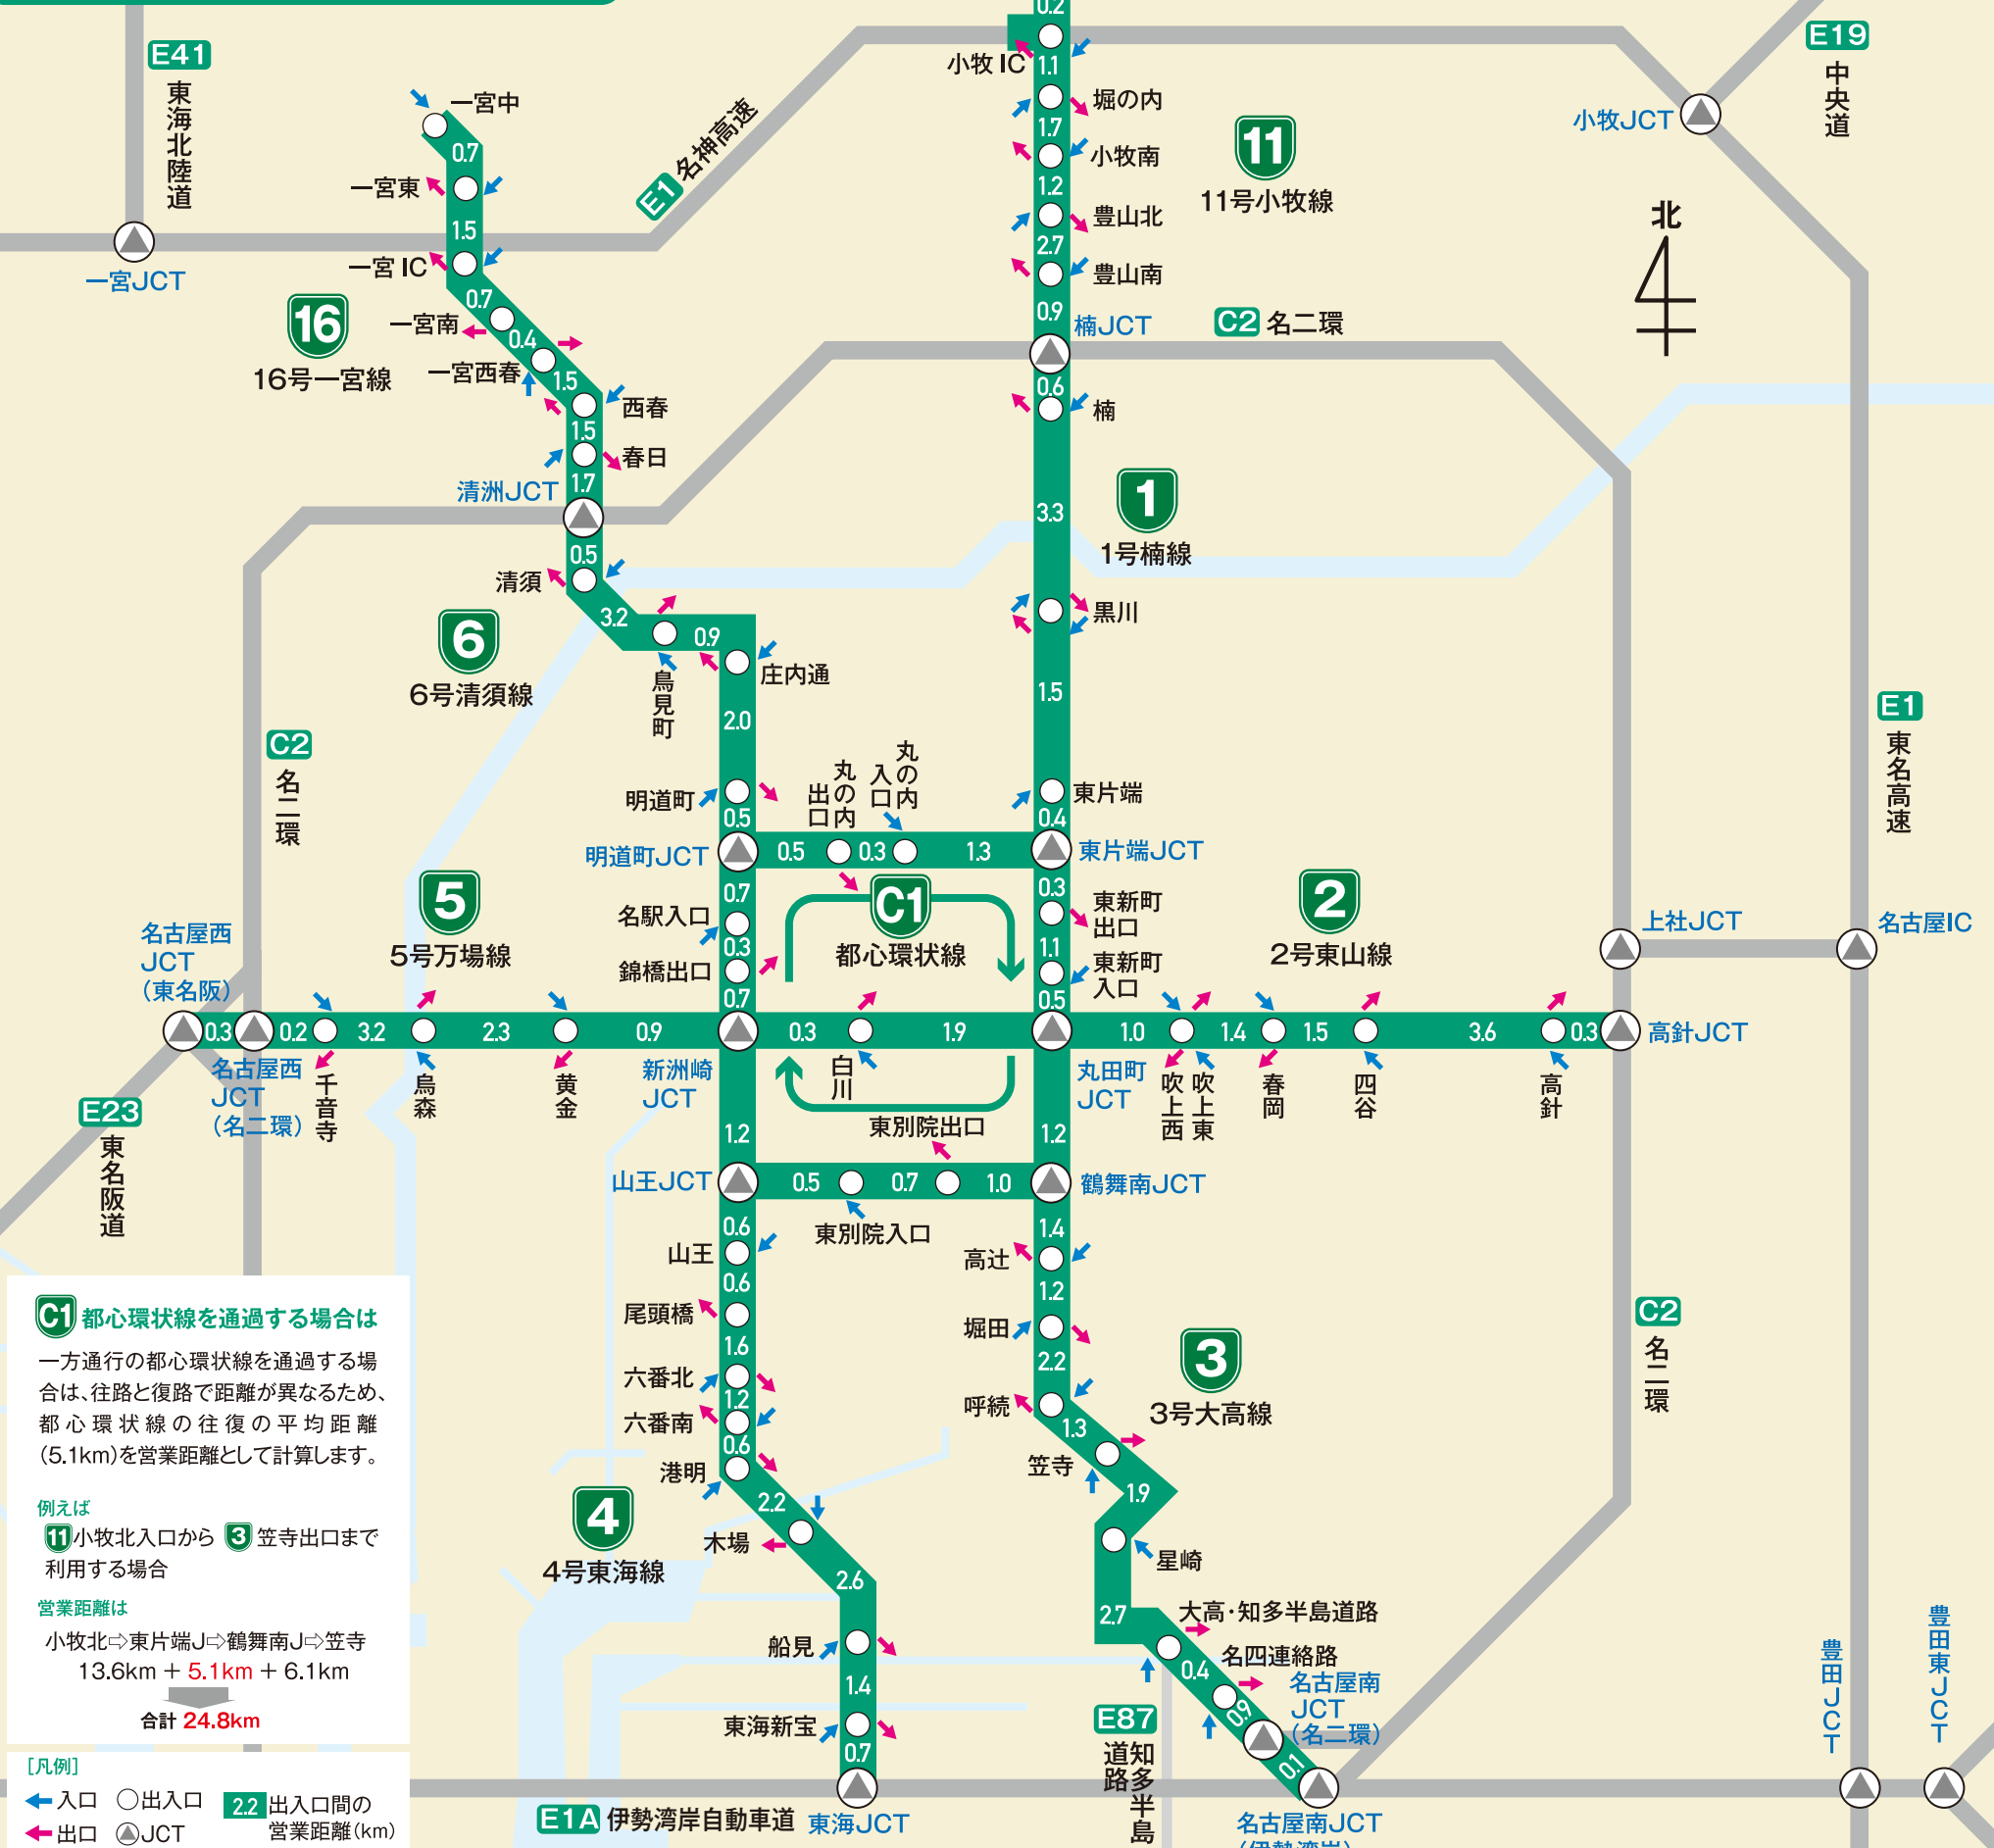 0.2
E41
東海北陸道
一宮中
0.7
一宮東
1.5
一宮IC
0.7
一宮南
0.4
一宮西春
1.5
西春
1.5
春日
1.7
清洲JCT
0.5
清須
3.2
鳥見町
0.9
庄内通
2.0
明道町
0.5
明道町JCT
一宮JCT
16
16号一宮線
E1 名神高速
小牧IC
1.1
堀の内
1.7
小牧南
1.2
豊山北
2.7
豊山南
0.9
楠JCT
0.6
楠
3.3
黒川
1.5
東片端
0.4
東片端JCT
11
11号小牧線
C2 名二環
小牧JCT
E19
中央道
北
1
1号楠線
6
6号清須線
C2
名二環
E1
東名高速
丸の内
出口
丸の内
入口
0.5
0.3
1.3
0.7
名駅入口
0.3
錦橋出口
0.7
C1
都心環状線
0.3
東新町
出口
1.1
東新町
入口
0.5
5
5号万場線
2
2号東山線
上社JCT
名古屋IC
名古屋西
JCT
（東名阪）
0.3
0.2
3.2
2.3
0.9
0.3
1.9
1.0
1.4
1.5
3.6
0.3
高針JCT
名古屋西
JCT
（名二環）
千音寺
烏森
黄金
新洲崎
JCT
白川
丸田町
JCT
吹上西
吹上東
春岡
四谷
高針
E23
東名阪道
1.2
東別院出口
1.2
山王JCT
0.5
0.7
1.0
鶴舞南JCT
東別院入口
0.6
山王
0.6
尾頭橋
1.6
六番北
1.2
六番南
0.6
港明
2.2
木場
2.6
船見
1.4
東海新宝
0.7
東海JCT
1.4
高辻
1.2
堀田
2.2
呼続
1.3
笠寺
1.9
星崎
2.7
大高・知多半島道路
0.4
名四連絡路
0.9
名古屋南
JCT
（名二環）
0.1
名古屋南JCT
3
3号大高線
4
4号東海線
C2
名二環
E87
知多半島
道路
E1A 伊勢湾岸自動車道
豊田JCT
豊田東JCT
C1 都心環状線を通過する場合は
一方通行の都心環状線を通過する場
合は、往路と復路で距離が異なるため、
都心環状線の往復の平均距離
（5.1km）を営業距離として計算します。
例えば
11 小牧北入口から 3 笠寺出口まで
利用する場合
営業距離は
小牧北⇨東片端J⇨鶴舞南J⇨笠寺
13.6km + 5.1km + 6.1km
合計 24.8km
［凡例］
入口 出入口 2.2 出入口間の
営業距離（km）
出口 JCT